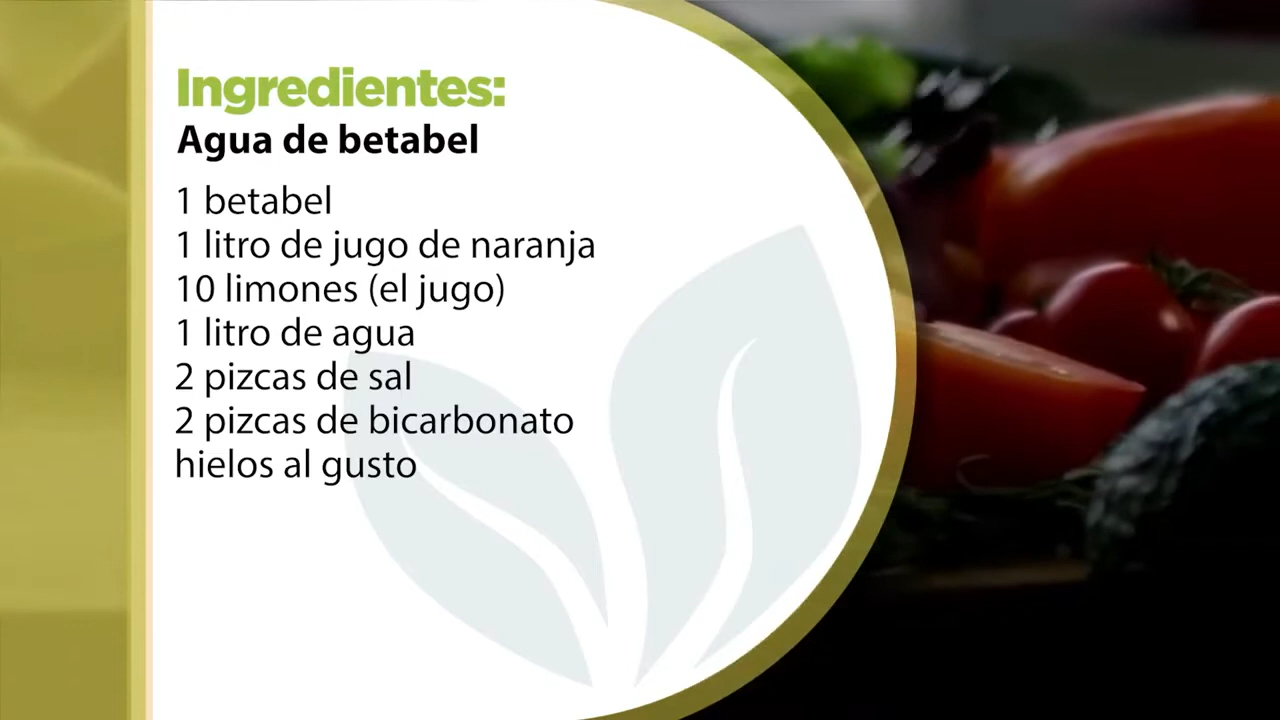 Ingredientes:
Agua de betabel
1 betabel
1 litro de jugo de naranja
10 limones (el jugo)
1 litro de agua
2 pizcas de sal
2 pizcas de bicarbonato
hielos al gusto